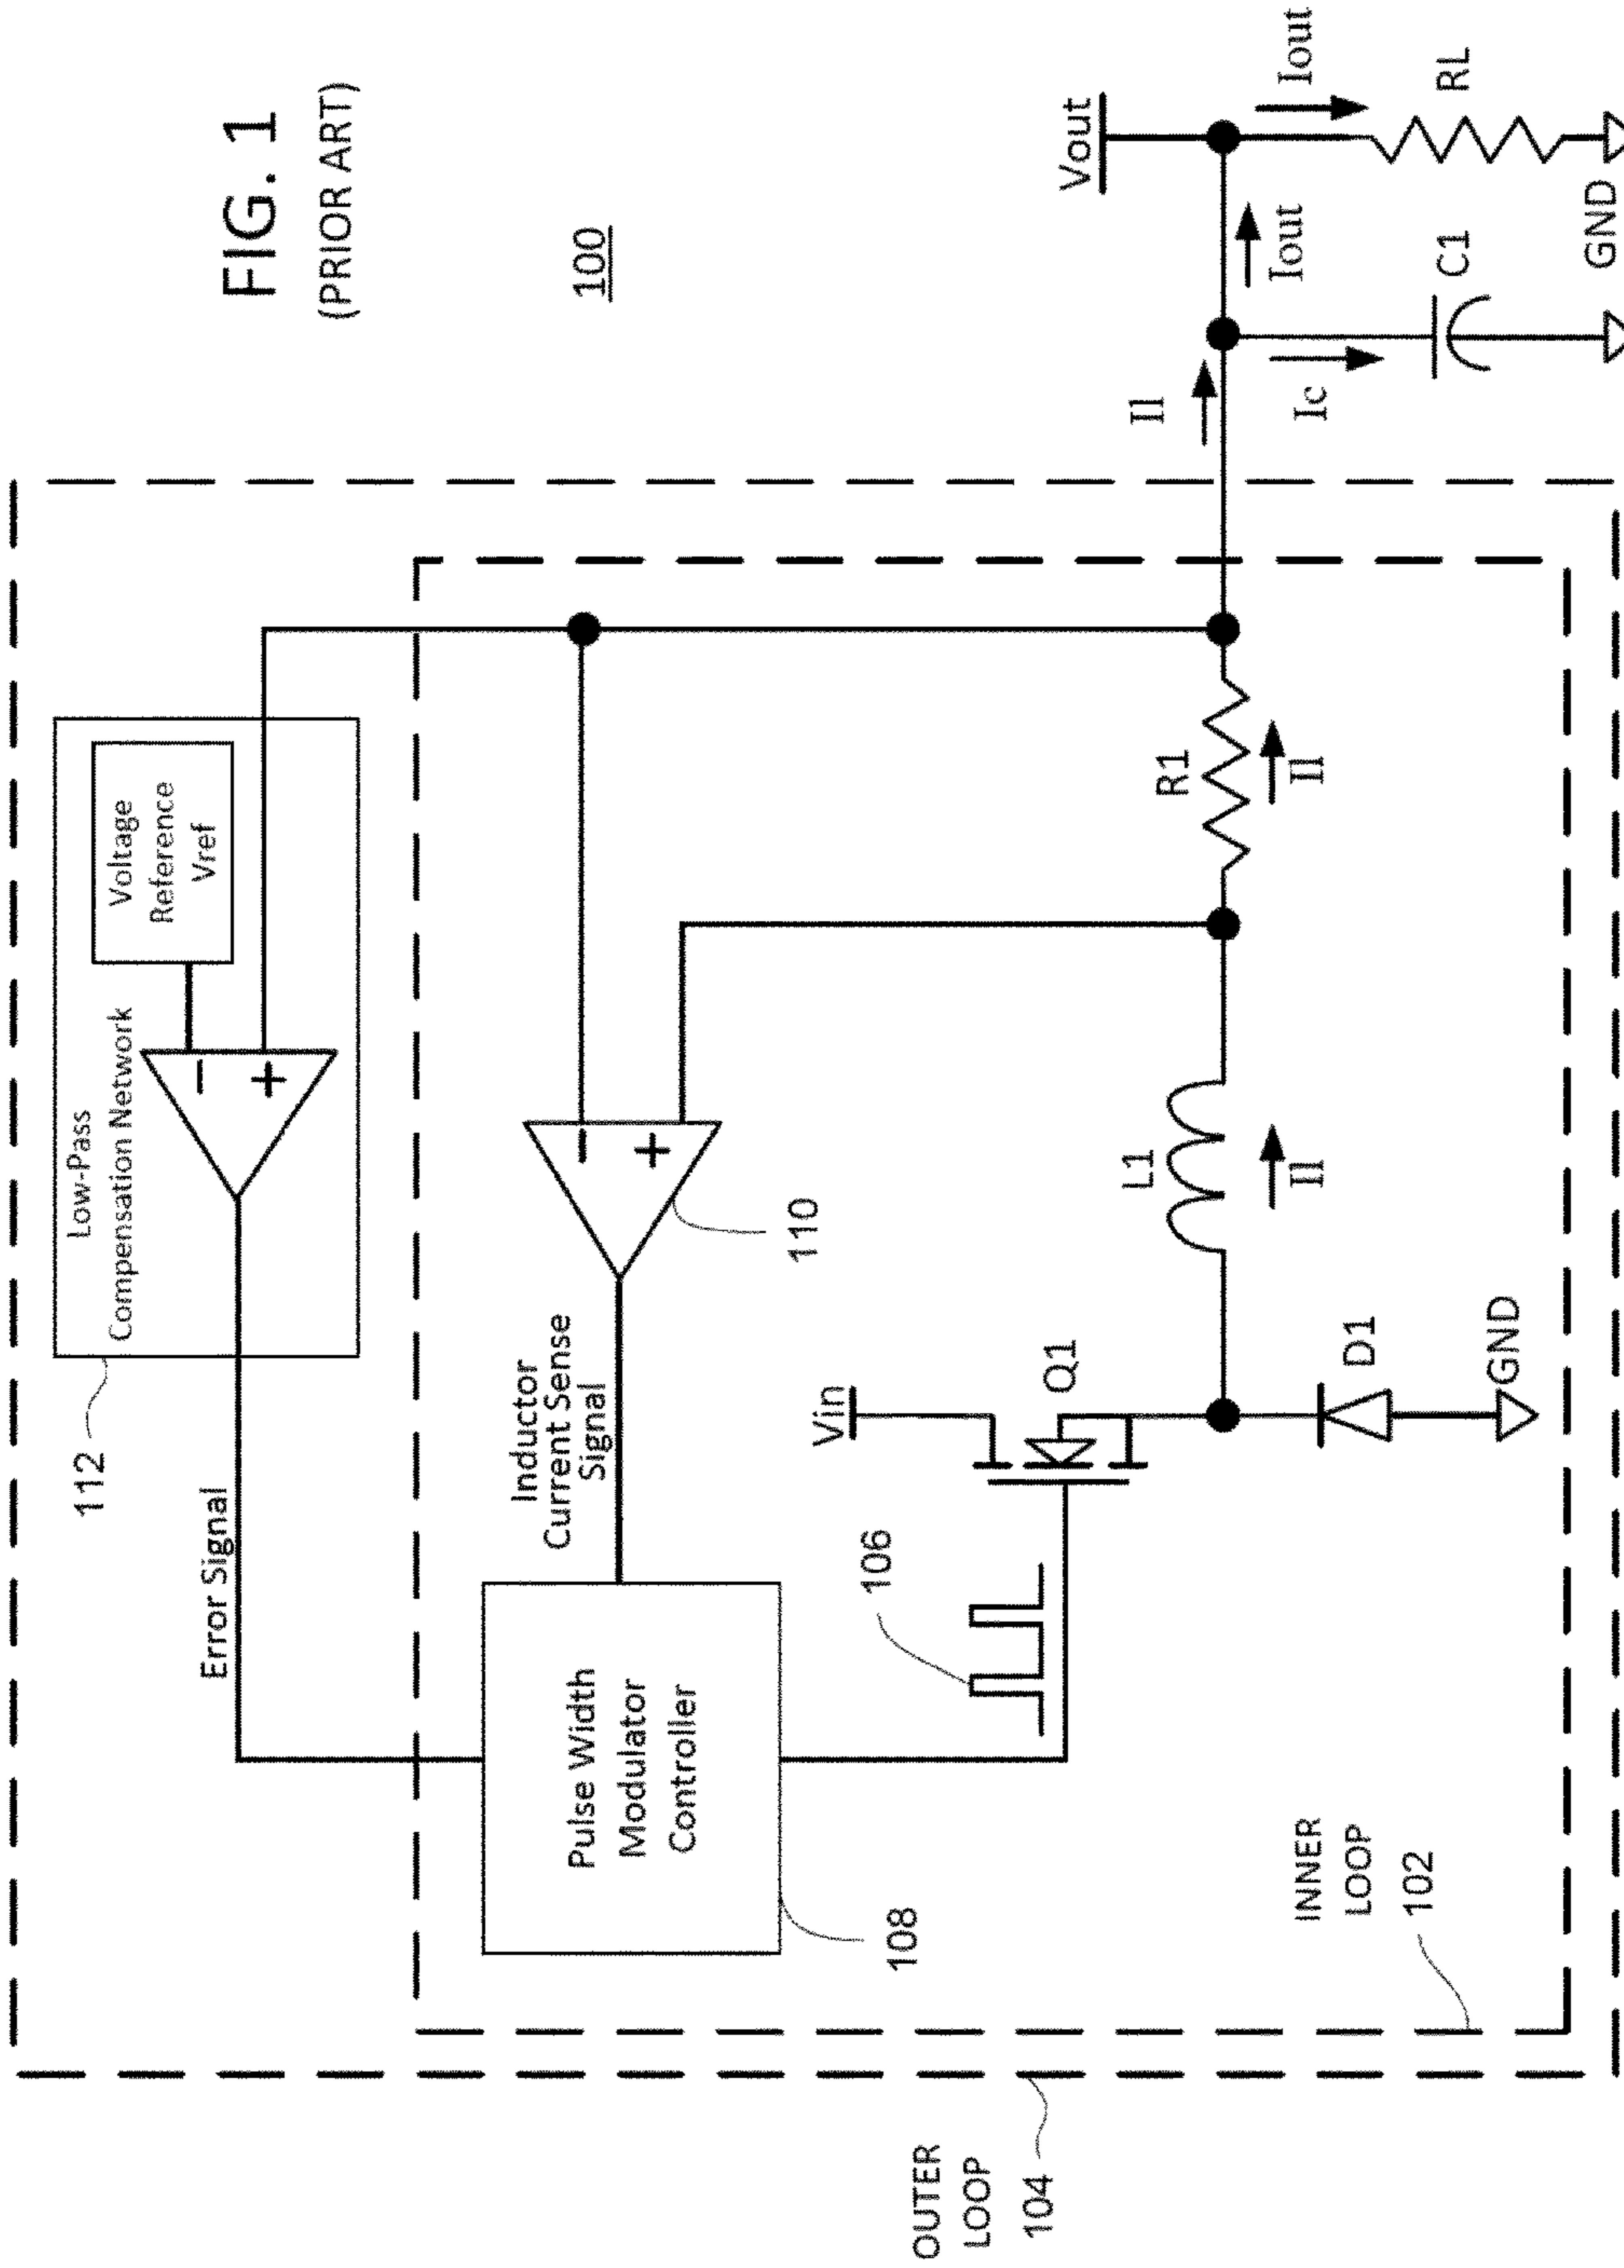 FIG. 1
(PRIOR ART)
100
112
Low-Pass
Compensation Network
Voltage
Reference
Vref
−
+
Error Signal
Inductor
Current Sense
Signal
−
+
110
Pulse Width
Modulator
Controller
108
106
Vin
Q1
D1
GND
L1
Il
R1
Il
Il
Ic
C1
Iout
Vout
Iout
RL
GND
INNER
LOOP
102
OUTER
LOOP
104